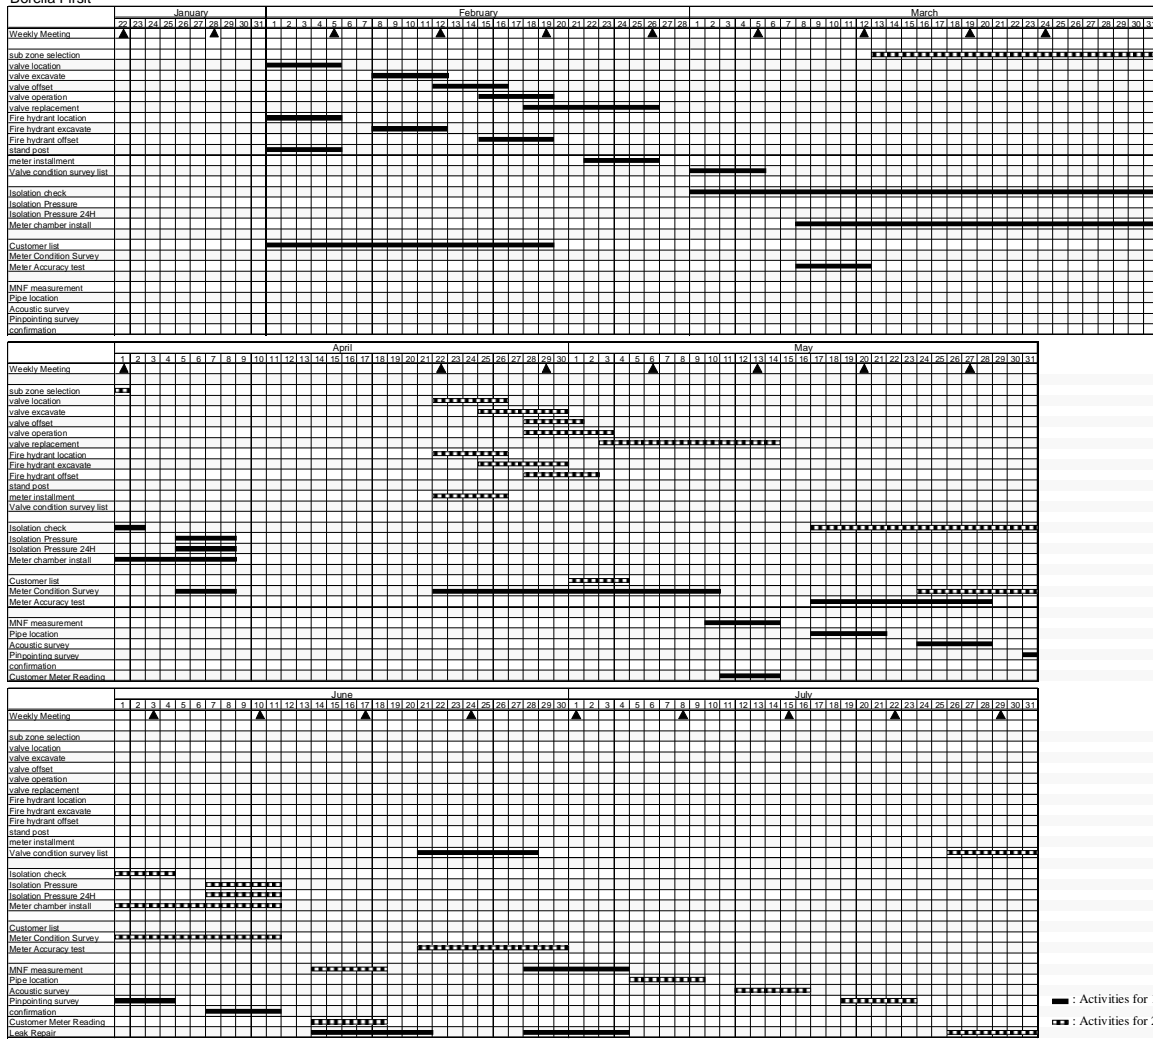 Borella Firsit
January February March
22 23 24 25 26 27 28 29 30 31 1 2 3 4 5 6 7 8 9 10 11 12 13 14 15 16 17 18 19 20 21 22 23 24 25 26 27 28 1 2 3 4 5 6 7 8 9 10 11 12 13 14 15 16 17 18 19 20 21 22 23 24 25 26 27 28 29 30 31
Weekly Meeting
sub zone selection
valve location
valve excavate
valve offset
valve operation
valve replacement
Fire hydrant location
Fire hydrant excavate
Fire hydrant offset
stand post
meter installment
Valve condition survey list
Isolation check
Isolation Pressure
Isolation Pressure 24H
Meter chamber install
Customer list
Meter Condition Survey
Meter Accuracy test
MNF measurement
Pipe location
Acoustic survey
Pinpointing survey
confirmation
April May
1 2 3 4 5 6 7 8 9 10 11 12 13 14 15 16 17 18 19 20 21 22 23 24 25 26 27 28 29 30 1 2 3 4 5 6 7 8 9 10 11 12 13 14 15 16 17 18 19 20 21 22 23 24 25 26 27 28 29 30 31
Weekly Meeting
sub zone selection
valve location
valve excavate
valve offset
valve operation
valve replacement
Fire hydrant location
Fire hydrant excavate
Fire hydrant offset
stand post
meter installment
Valve condition survey list
Isolation check
Isolation Pressure
Isolation Pressure 24H
Meter chamber install
Customer list
Meter Condition Survey
Meter Accuracy test
MNF measurement
Pipe location
Acoustic survey
Pinpointing survey
confirmation
Customer Meter Reading
June July
1 2 3 4 5 6 7 8 9 10 11 12 13 14 15 16 17 18 19 20 21 22 23 24 25 26 27 28 29 30 1 2 3 4 5 6 7 8 9 10 11 12 13 14 15 16 17 18 19 20 21 22 23 24 25 26 27 28 29 30 31
Weekly Meeting
sub zone selection
valve location
valve excavate
valve offset
valve operation
valve replacement
Fire hydrant location
Fire hydrant excavate
Fire hydrant offset
stand post
meter installment
Valve condition survey list
Isolation check
Isolation Pressure
Isolation Pressure 24H
Meter chamber install
Customer list
Meter Condition Survey
Meter Accuracy test
MNF measurement
Pipe location
Acoustic survey
Pinpointing survey
confirmation
Customer Meter Reading
Leak Repair
: Activities for 1
: Activities for 2